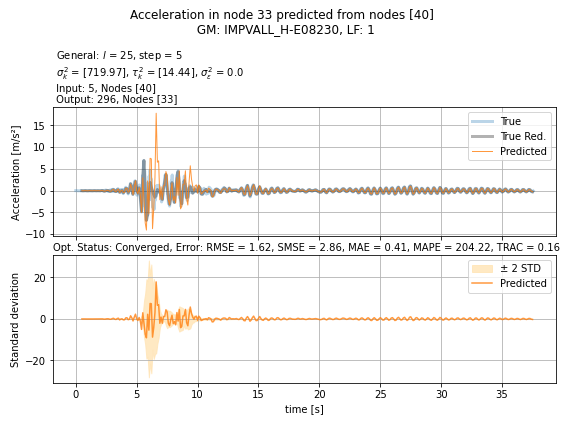 Acceleration in node 33 predicted from nodes [40]
GM: IMPVALL_H-E08230, LF: 1
General: l = 25, step = 5
σ_k^2 = [719.97], τ_k^2 = [14.44], σ_ε^2 = 0.0
Input: 5, Nodes [40]
Output: 296, Nodes [33]
Acceleration [m/s²]
15
10
5
0
−5
−10
True
True Red.
Predicted
Opt. Status: Converged, Error: RMSE = 1.62, SMSE = 2.86, MAE = 0.41, MAPE = 204.22, TRAC = 0.16
Standard deviation
20
0
−20
± 2 STD
Predicted
0 5 10 15 20 25 30 35
time [s]